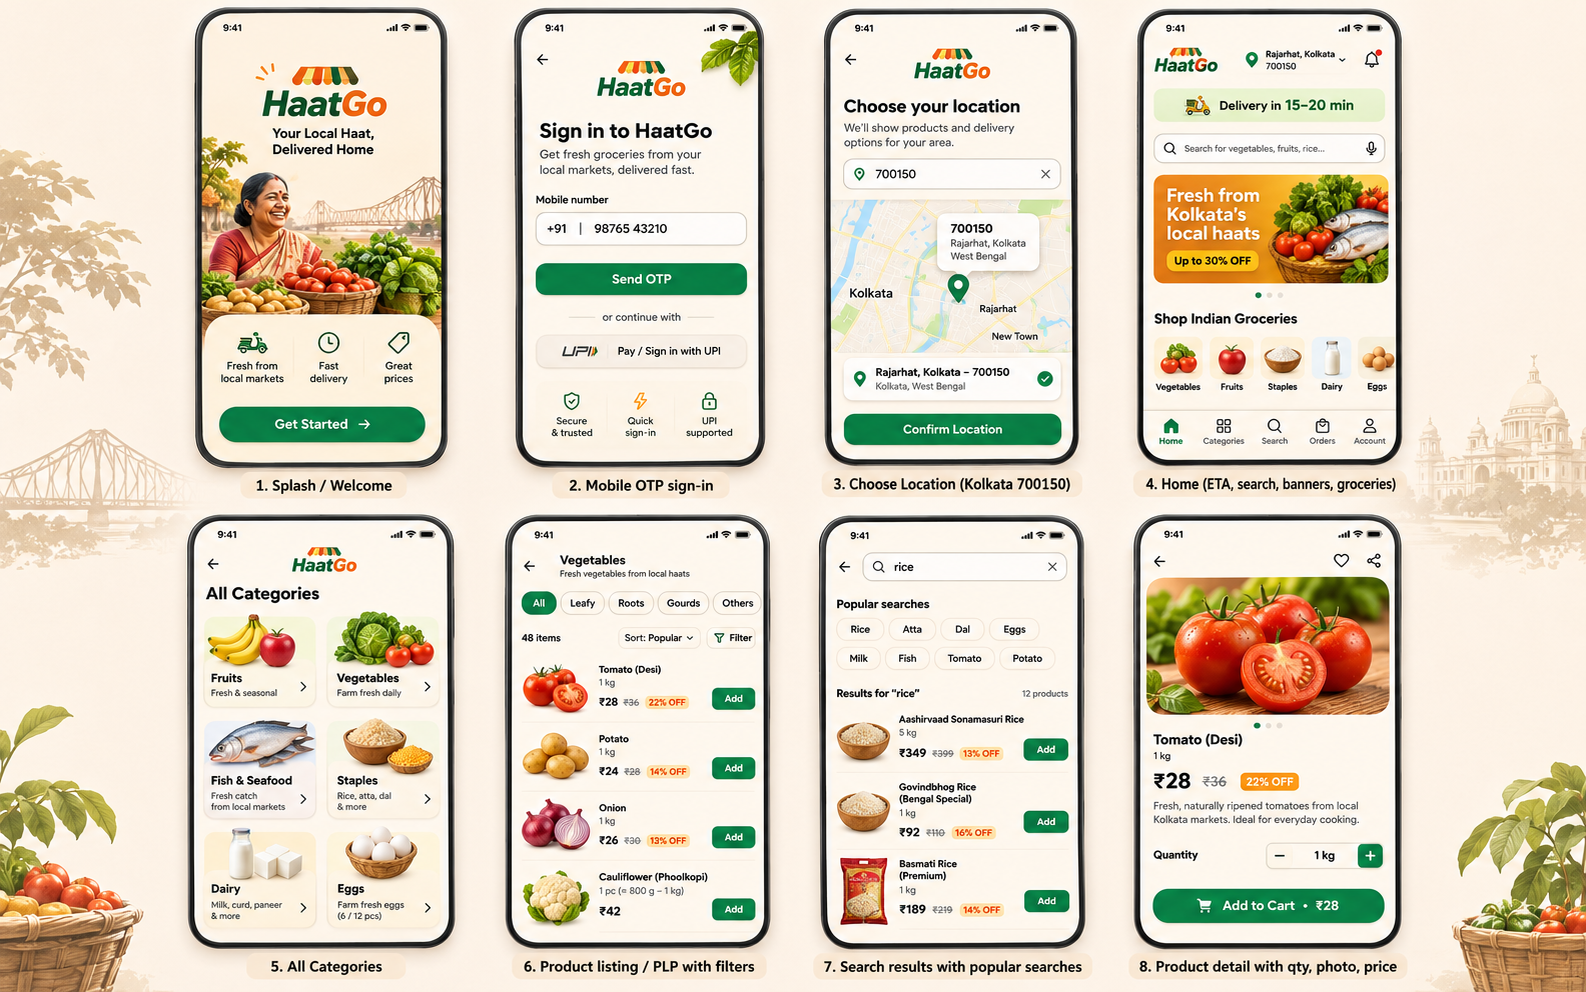 9:41
HaatGo
Your Local Haat,
Delivered Home
Fresh from
local markets
Fast
delivery
Great
prices
Get Started →
1. Splash / Welcome
9:41
HaatGo
Sign in to HaatGo
Get fresh groceries from your
local markets, delivered fast.
Mobile number
+91 | 98765 43210
Send OTP
or continue with
UPI Pay / Sign in with UPI
Secure
& trusted
Quick
sign-in
UPI
supported
2. Mobile OTP sign-in
9:41
HaatGo
Choose your location
We'll show products and delivery
options for your area.
700150
700150
Rajarhat, Kolkata
West Bengal
Kolkata
Rajarhat
New Town
Rajarhat, Kolkata – 700150
Kolkata, West Bengal
Confirm Location
3. Choose Location (Kolkata 700150)
9:41
HaatGo
Rajarhat, Kolkata
700150
Delivery in 15–20 min
Search for vegetables, fruits, rice...
Fresh from
Kolkata's
local haats
Up to 30% OFF
Shop Indian Groceries
Vegetables
Fruits
Staples
Dairy
Eggs
Home
Categories
Search
Orders
Account
4. Home (ETA, search, banners, groceries)
9:41
HaatGo
All Categories
Fruits
Fresh & seasonal
Vegetables
Farm fresh daily
Fish & Seafood
Fresh catch
from local markets
Staples
Rice, atta, dal
& more
Dairy
Milk, curd, paneer
& more
Eggs
Farm fresh eggs
(6 / 12 pcs)
5. All Categories
9:41
Vegetables
Fresh vegetables from local haats
All
Leafy
Roots
Gourds
Others
48 items
Sort: Popular
Filter
Tomato (Desi)
1 kg
₹28 ₹36 22% OFF
Add
Potato
1 kg
₹24 ₹28 14% OFF
Add
Onion
1 kg
₹26 ₹30 13% OFF
Add
Cauliflower (Phoolkopi)
1 pc (≈ 800 g – 1 kg)
₹42
Add
6. Product listing / PLP with filters
9:41
rice
Popular searches
Rice
Atta
Dal
Eggs
Milk
Fish
Tomato
Potato
Results for “rice”
12 products
Aashirvaad Sonamasuri Rice
5 kg
₹349 ₹399 13% OFF
Add
Govindbhog Rice
(Bengal Special)
1 kg
₹92 ₹110 16% OFF
Add
Basmati Rice
(Premium)
1 kg
₹189 ₹219 14% OFF
Add
7. Search results with popular searches
9:41
Tomato (Desi)
1 kg
₹28 ₹36 22% OFF
Fresh, naturally ripened tomatoes from local
Kolkata markets. Ideal for everyday cooking.
Quantity
− 1 kg +
Add to Cart • ₹28
8. Product detail with qty, photo, price